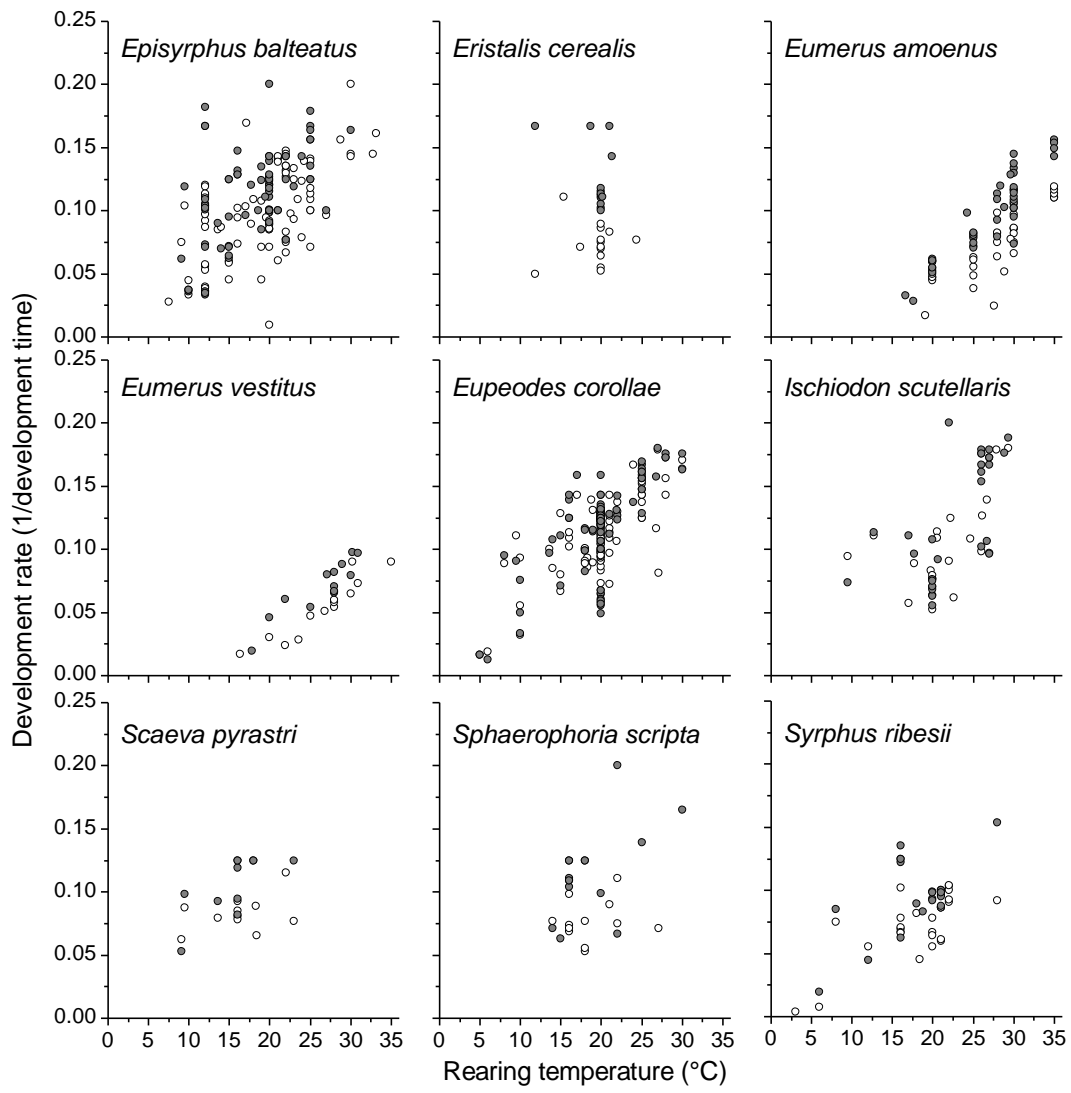 0.25
0.20
0.15
0.10
0.05
0.00
Episyrphus balteatus
Eristalis cerealis
Eumerus amoenus
0.25
0.20
0.15
0.10
0.05
0.00
Eumerus vestitus
Eupeodes corollae
Ischiodon scutellaris
0.25
0.20
0.15
0.10
0.05
0.00
Scaeva pyrastri
Sphaerophoria scripta
Syrphus ribesii
0 5 10 15 20 25 30 35
0 5 10 15 20 25 30 35
0 5 10 15 20 25 30 35
Development rate (1/development time)
Rearing temperature (°C)